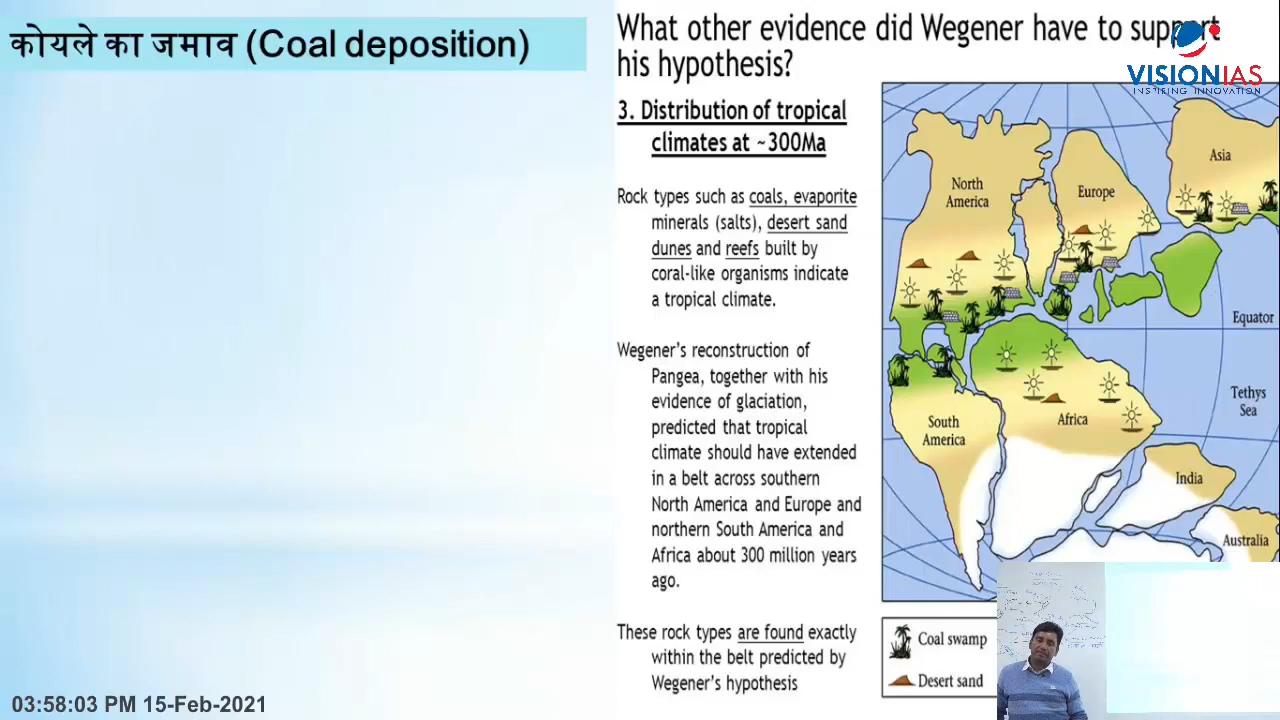 कोयले का जमाव (Coal deposition)
What other evidence did Wegener have to support
his hypothesis?
VISIONIAS
INSPIRING INNOVATION
3. Distribution of tropical
climates at ~300Ma
Rock types such as coals, evaporite
minerals (salts), desert sand
dunes and reefs built by
coral-like organisms indicate
a tropical climate.
Wegener's reconstruction of
Pangea, together with his
evidence of glaciation,
predicted that tropical
climate should have extended
in a belt across southern
North America and Europe and
northern South America and
Africa about 300 million years
ago.
These rock types are found exactly
within the belt predicted by
Wegener's hypothesis
North
America
Europe
Asia
Equator
Tethys
Sea
South
America
Africa
India
Australia
Coal swamp
Desert sand
03:58:03 PM 15-Feb-2021